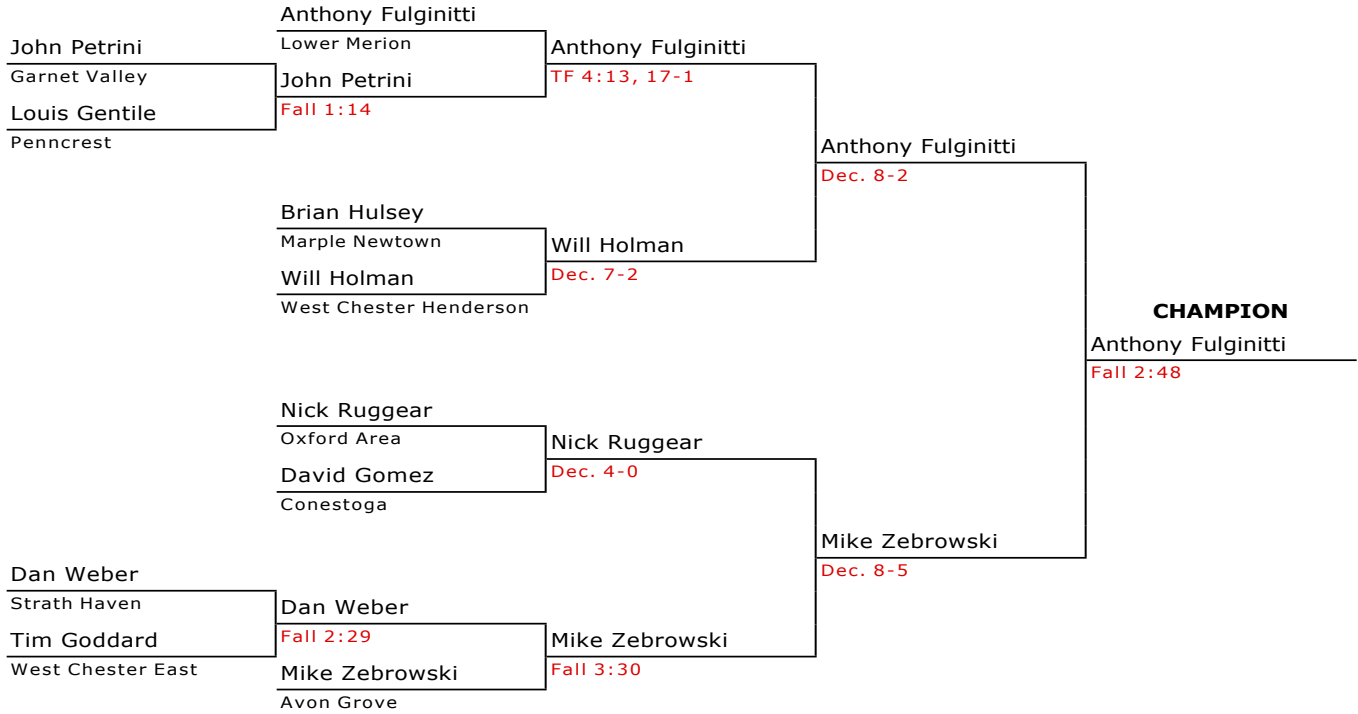 Anthony Fulginitti
Lower Merion
John Petrini
Garnet Valley
Louis Gentile
Penncrest
John Petrini
Fall 1:14
Anthony Fulginitti
TF 4:13, 17-1
Brian Hulsey
Marple Newtown
Will Holman
West Chester Henderson
Will Holman
Dec. 7-2
Anthony Fulginitti
Dec. 8-2
Nick Ruggear
Oxford Area
David Gomez
Conestoga
Nick Ruggear
Dec. 4-0
Dan Weber
Strath Haven
Tim Goddard
West Chester East
Dan Weber
Fall 2:29
Mike Zebrowski
Avon Grove
Mike Zebrowski
Fall 3:30
Mike Zebrowski
Dec. 8-5
CHAMPION
Anthony Fulginitti
Fall 2:48